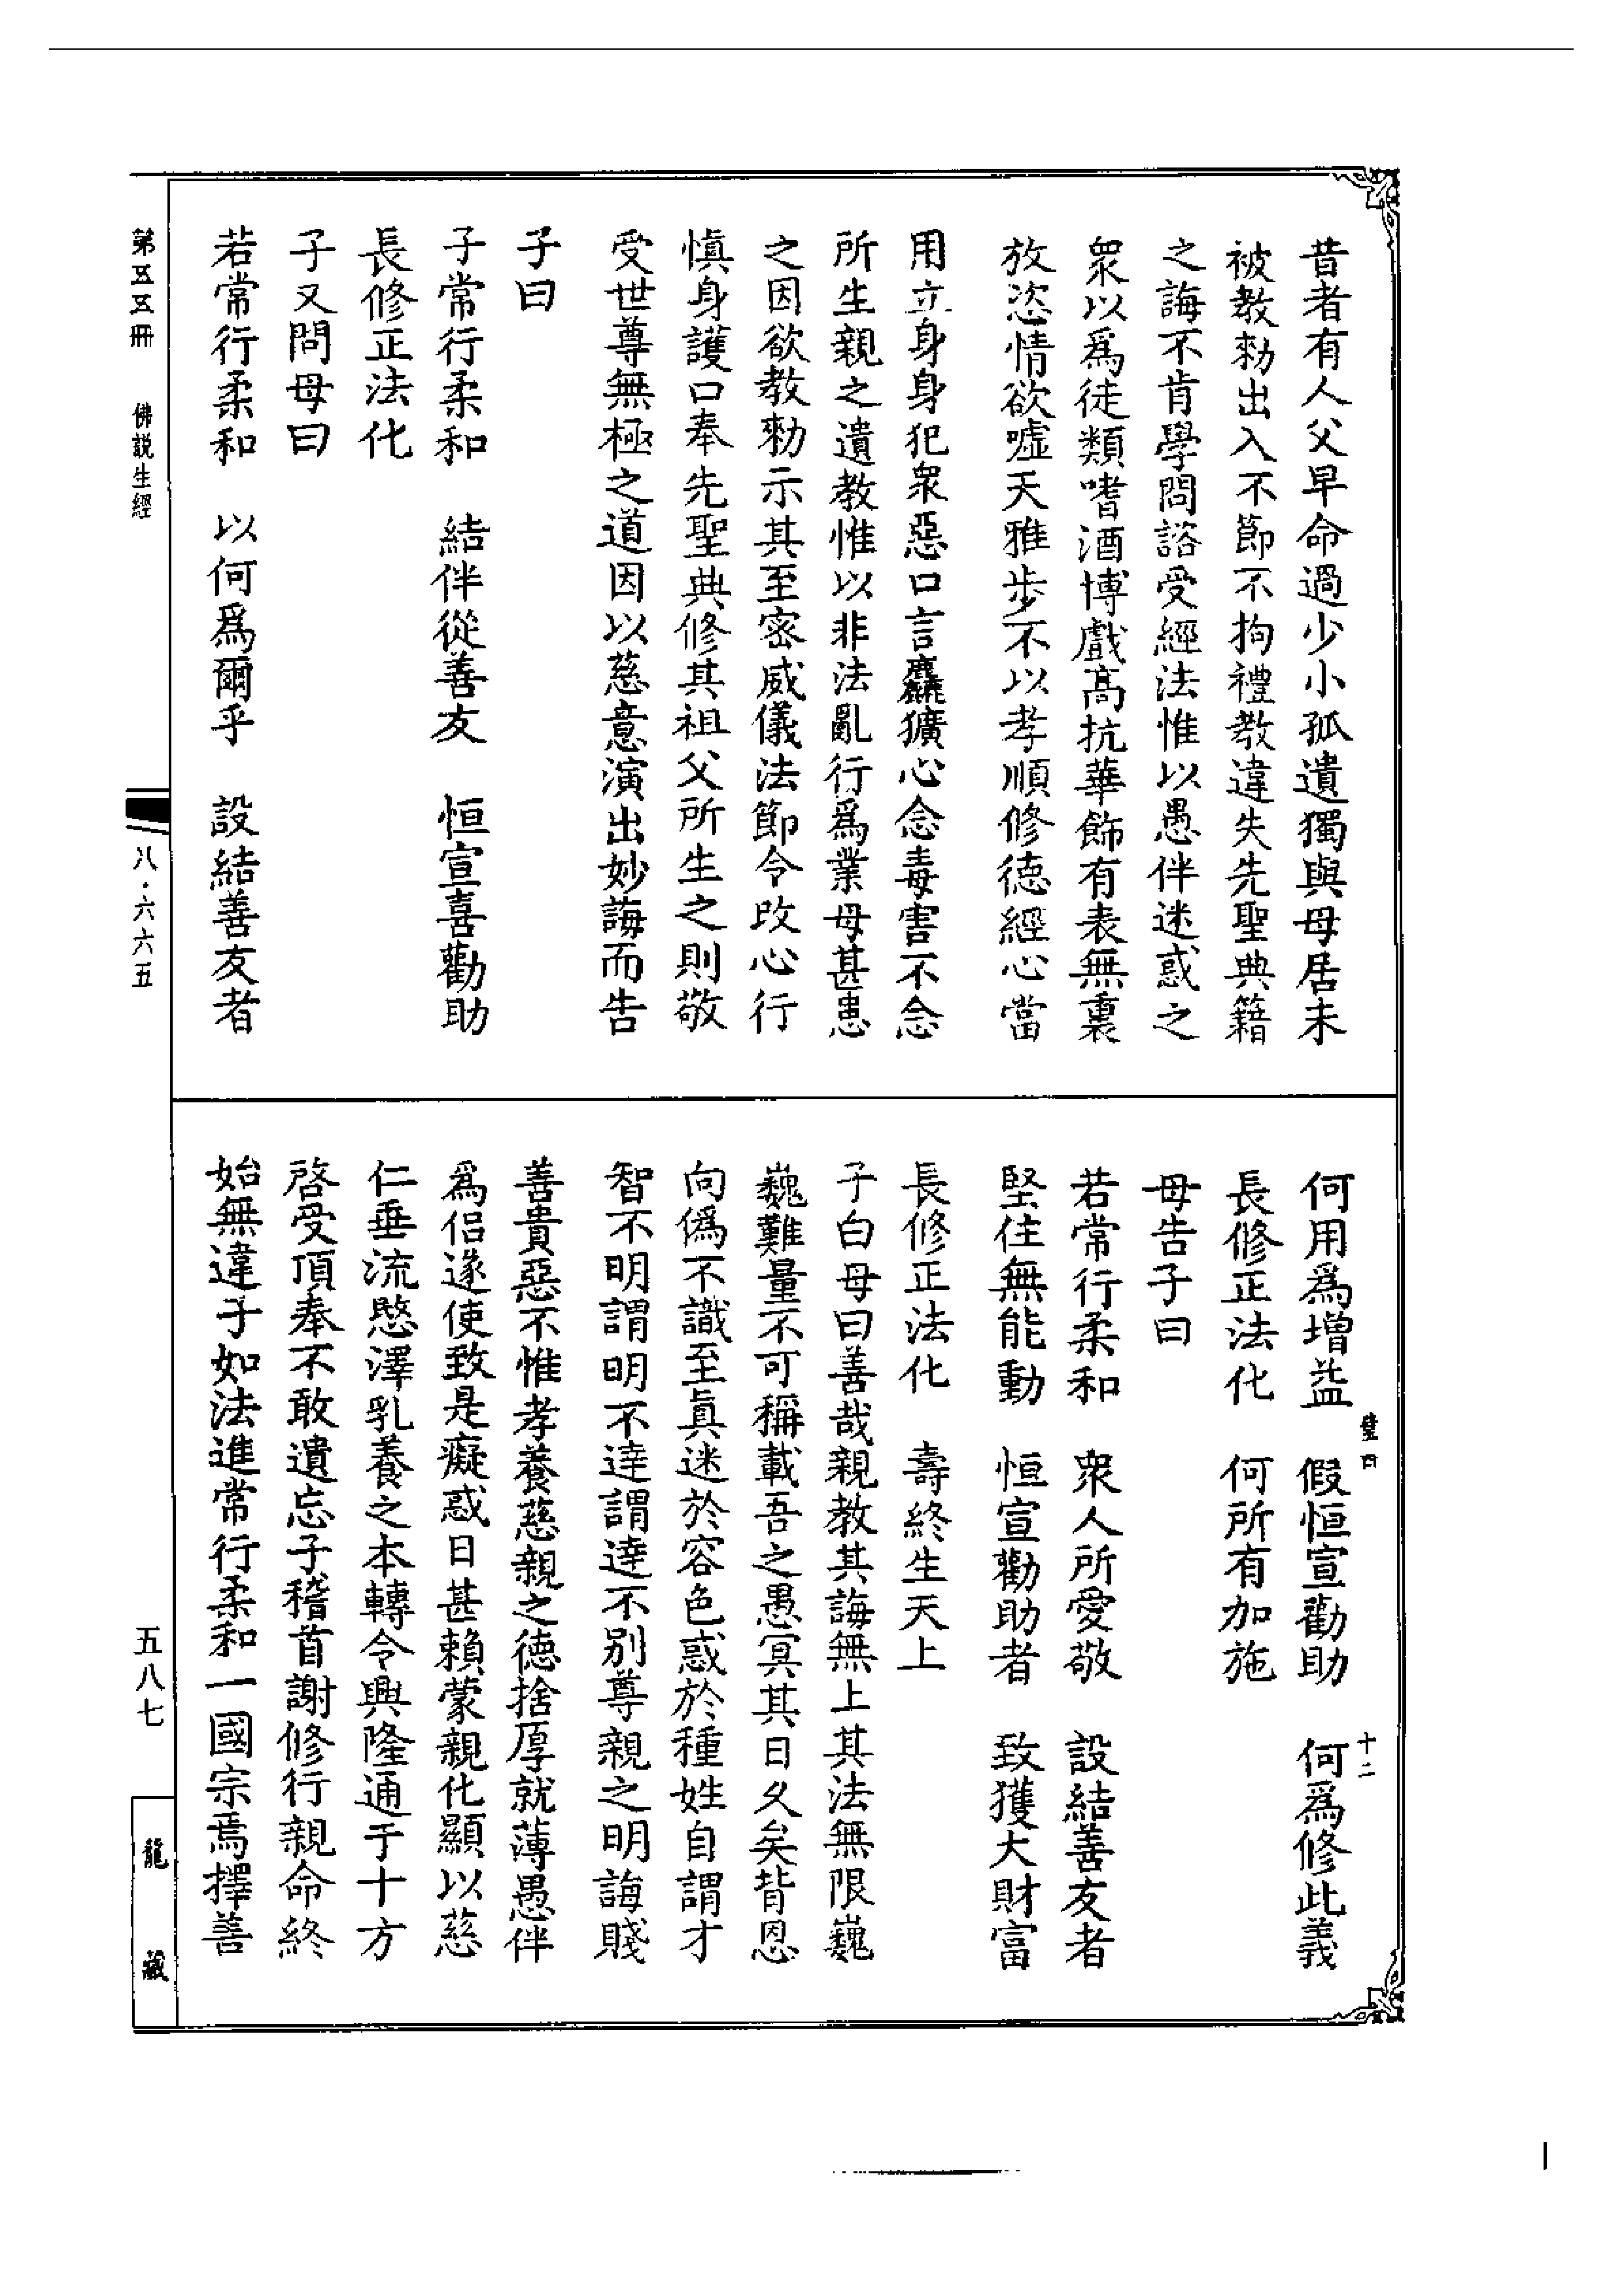 昔者有人父早命過少小孤遺獨與母居未
被教勑出入不節不拘禮教違失先聖典籍
之誨不肯學問諮受經法惟以愚伴迷惑之
衆以爲徒類嗜酒博戲高抗華飾有表無裏
放恣情欲噓天雅步不以孝順修德經心當
用立身身犯衆惡口言麤獷心念毒害不念
所生親之遺教惟以非法亂行爲業母甚患
之因欲教勑示其至密威儀法節令改心行
慎身護口奉先聖典修其祖父所生之則敬
受世尊無極之道因以慈意演出妙誨而告
子曰
子常行柔和　結伴從善友　恒宣喜勸助
長修正法化
子又問母曰
若常行柔和　以何爲爾乎　設結善友者
何用爲增益　假恒宣勸助　何爲修此義
長修正法化　何所有加施
母告子曰
若常行柔和　衆人所愛敬　設結善友者
堅住無能動　恒宣勸助者　致獲大財富
長修正法化　壽終生天上
子白母曰善哉親教其誨無上其法無限巍
巍難量不可稱載吾之愚冥其日久矣背恩
向僞不識至眞迷於容色惑於種姓自謂才
智不明謂明不達謂達不別尊親之明誨賤
善貴惡不惟孝養慈親之德捨厚就薄愚伴
爲侶遂使致是癡惑日甚賴蒙親化顯以慈
仁垂流愍澤乳養之本轉令興隆通于十方
啓受頂奉不敢遺忘子稽首謝修行親命終
始無違子如法進常行柔和一國宗焉擇善
十二
第五五冊　佛説生經
八·六六五
五八七
龍藏